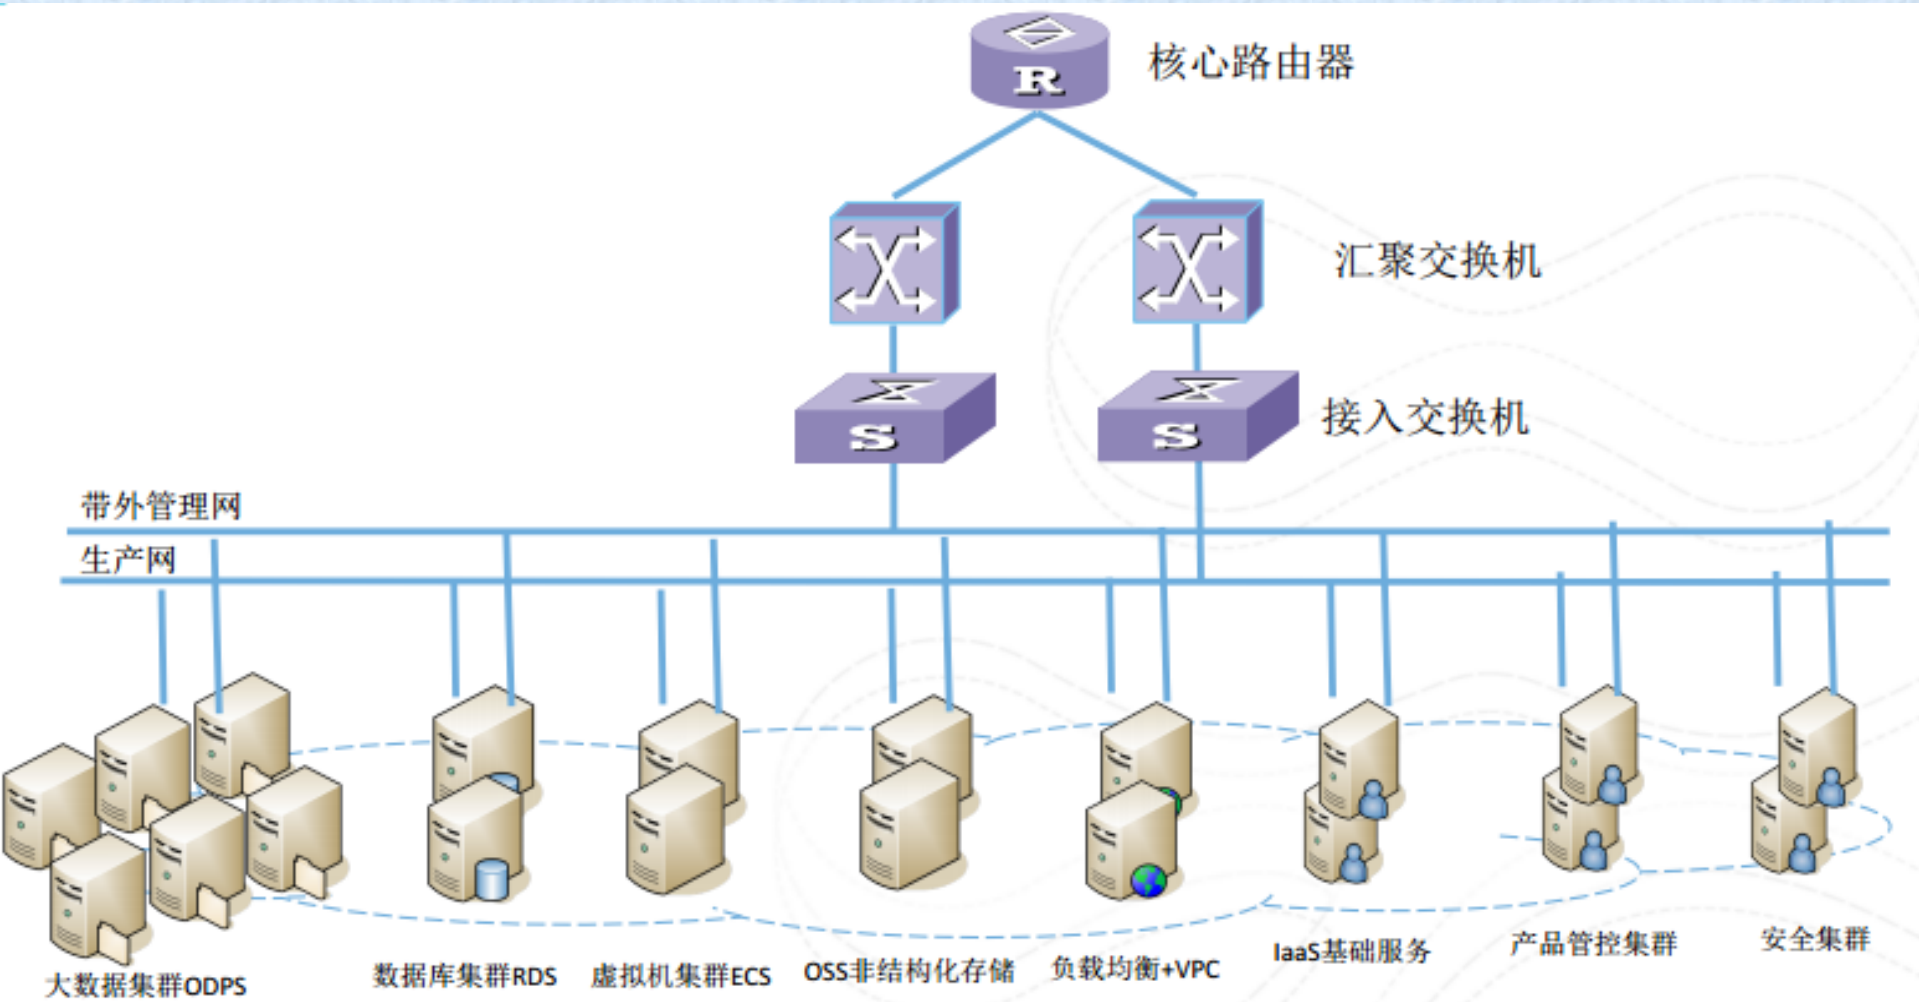 R
核心路由器
汇聚交换机
S
S
接入交换机
带外管理网
生产网
大数据集群ODPS
数据库集群RDS
虚拟机集群ECS
OSS非结构化存储
负载均衡+VPC
IaaS基础服务
产品管控集群
安全集群